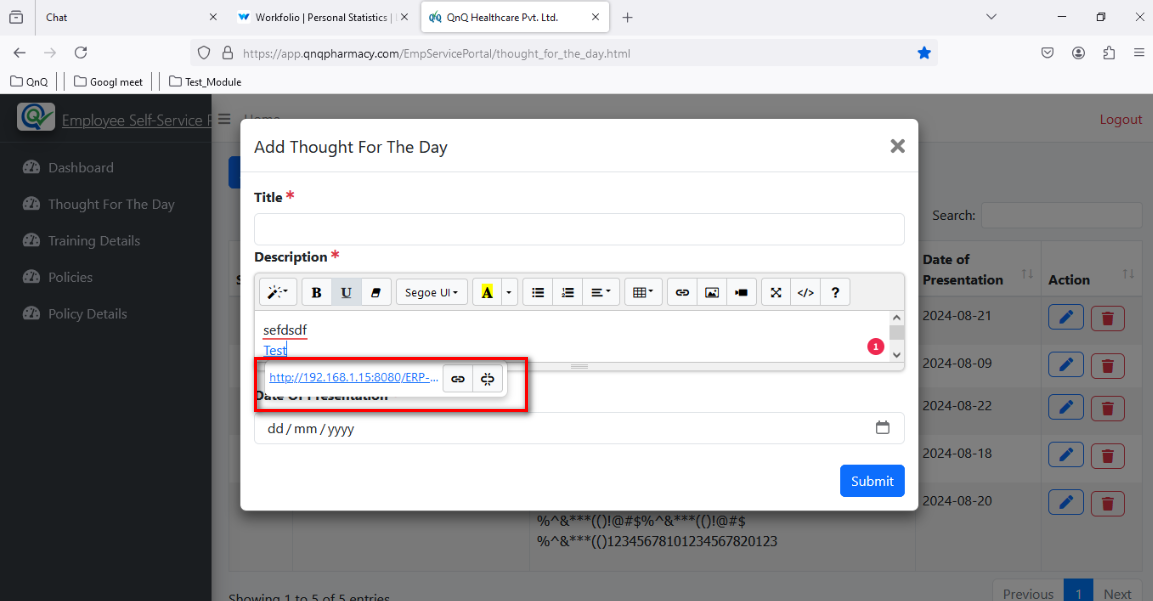 Chat
Workfolio | Personal Statistics |
QnQ Healthcare Pvt. Ltd.
https://app.qnqpharmacy.com/EmpServicePortal/thought_for_the_day.html
QnQ
Googl meet
Test_Module
Employee Self-Service P
Home
Logout
Dashboard
Thought For The Day
Training Details
Policies
Policy Details
Add Thought For The Day
Title *
Description *
B U Segoe UI A </> ?
sefdsdf
Test
1
http://192.168.1.15:8080/ERP-...
Date Of Presentation
dd / mm / yyyy
Submit
Search:
S
Date of
Presentation
Action
2024-08-21
2024-08-09
2024-08-22
2024-08-18
2024-08-20
%^&***(()!@#$%^&***(()!@#$
%^&***(()12345678101234567820123
Showing 1 to 5 of 5 entries
Previous 1 Next